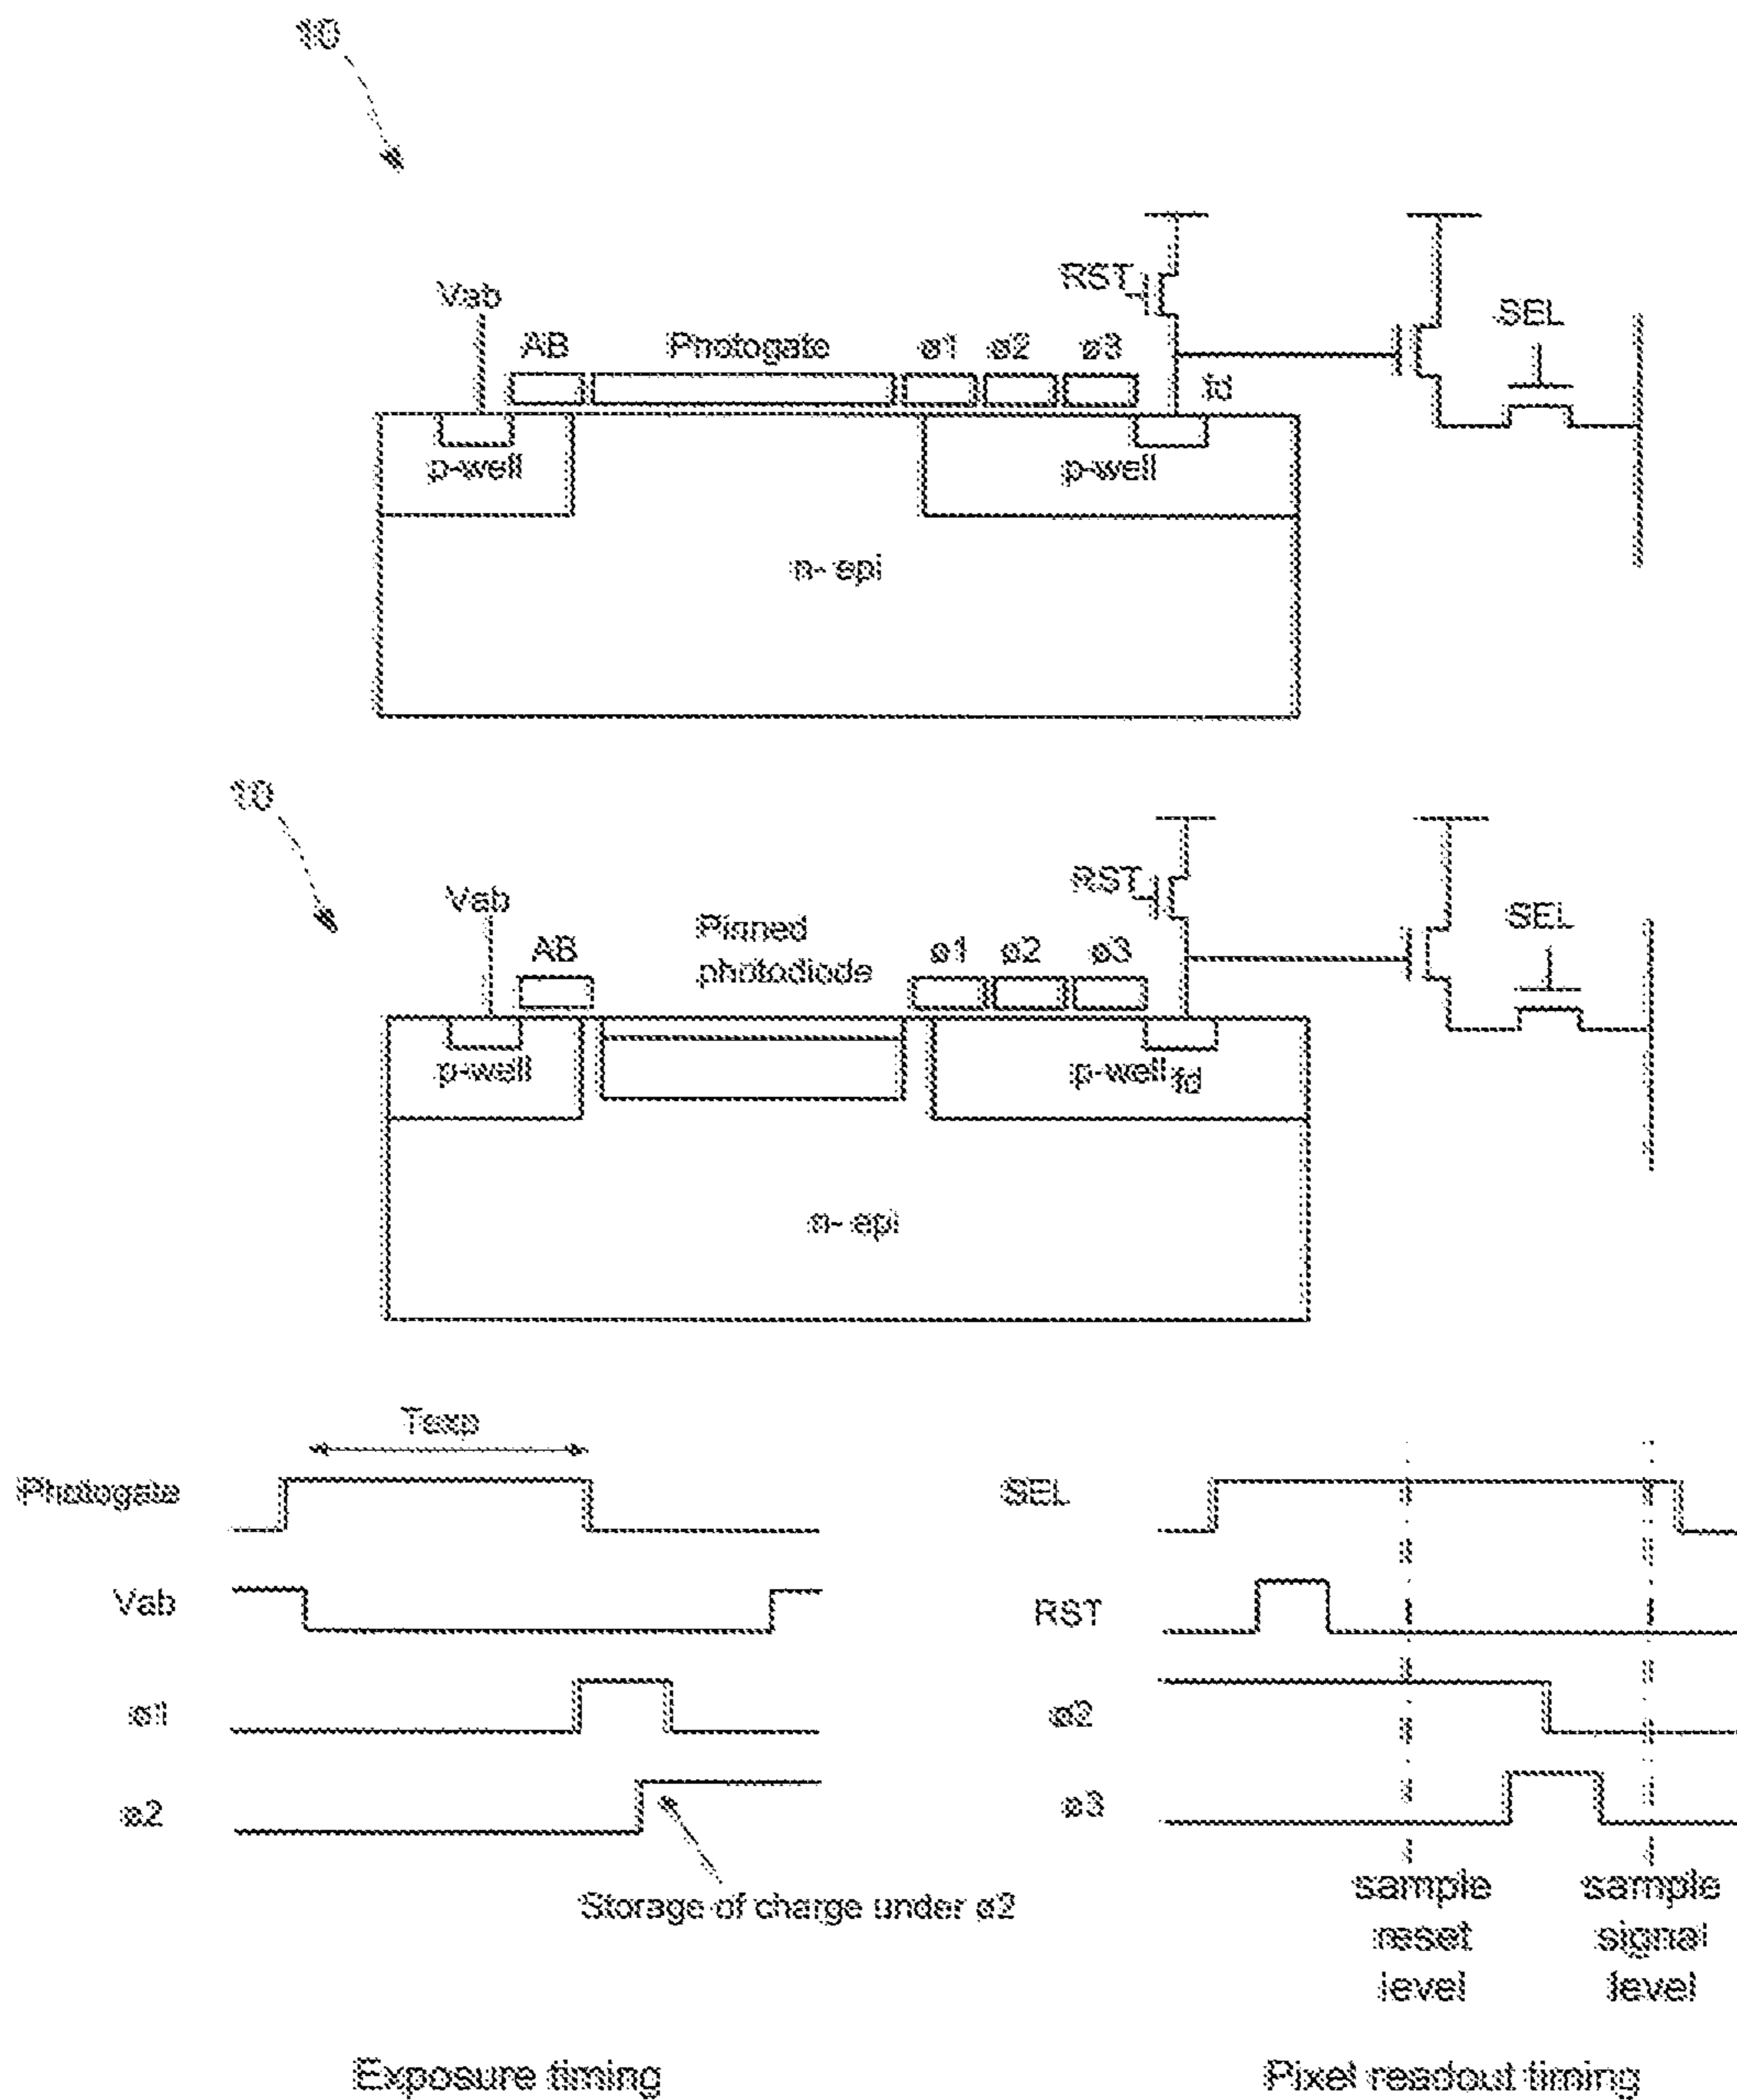 10
RST
Vab
SEL
AB Photogate ø1 ø2 ø3
fd
p-well p-well
n- epi
10
RST
Vab
SEL
Pinned
AB ø1 ø2 ø3
photodiode
p-well p-well fd
n- epi
Texp
Photogate
Vab
ø1
ø2
Storage of charge under ø2
Exposure timing
SEL
RST
ø2
ø3
sample
reset
level
sample
signal
level
Pixel readout timing